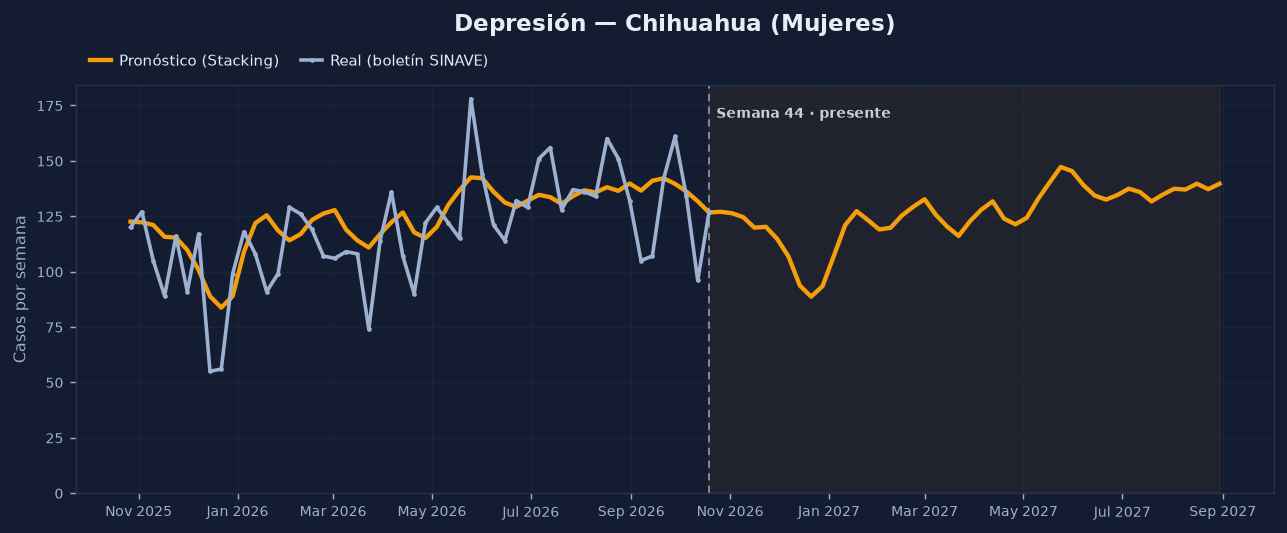 Depresión — Chihuahua (Mujeres)
Pronóstico (Stacking)
Real (boletín SINAVE)
Semana 44 · presente
Casos por semana
175
150
125
100
75
50
25
0
Nov 2025
Jan 2026
Mar 2026
May 2026
Jul 2026
Sep 2026
Nov 2026
Jan 2027
Mar 2027
May 2027
Jul 2027
Sep 2027